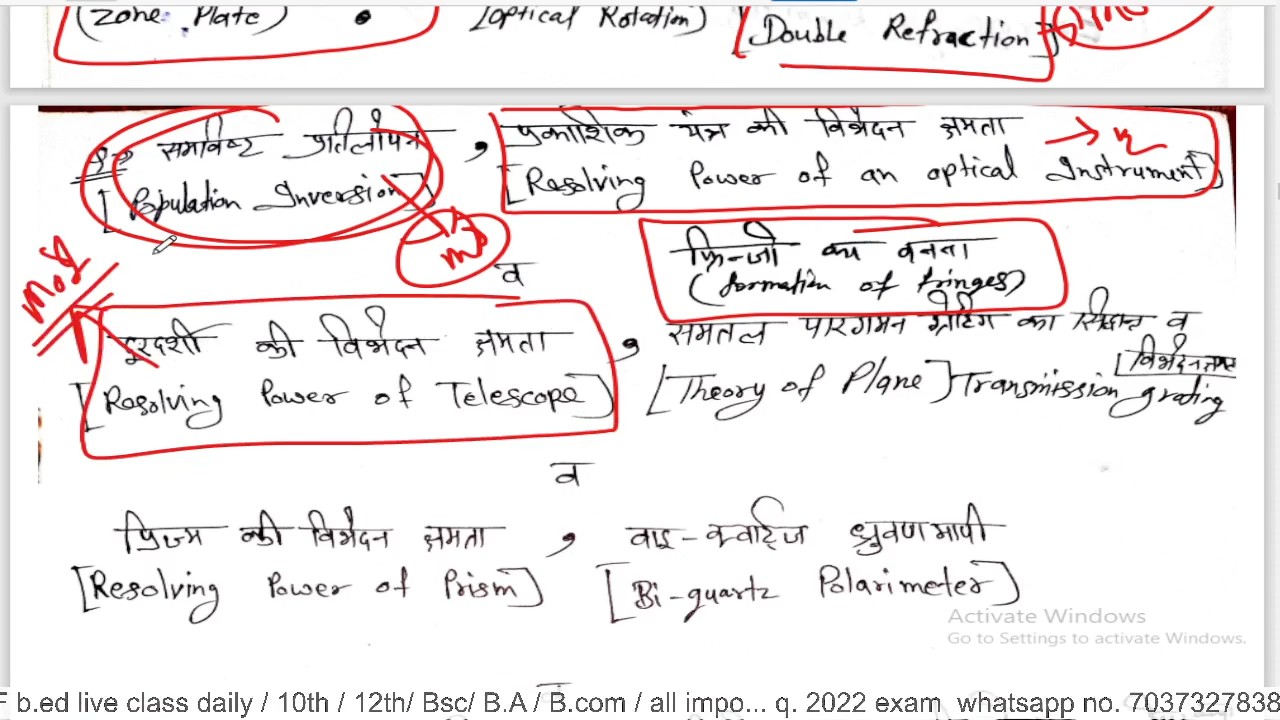 (Zone Plate) [Optical Rotation) [Double Refraction]
समाविष्ट प्रतिलोपन , प्रकाशिक यंत्र की विभेदन क्षमता
[Population Inversion] [Resolving Power of an optical Instrument]
फ्रिन्जो का बनना
व (formation of fringes)
दूरदर्शी की विभेदन क्षमता , समतल पारगमन ग्रेटिंग का सिद्धान्त व
[Resolving Power of Telescope] [Theory of Plane] Transmission grating
व
प्रिज्म की विभेदन क्षमता , वाइ-क्वार्ट्ज ध्रुवणमापी
[Resolving Power of Prism] [Bi-quartz Polarimeter]
Activate Windows
Go to Settings to activate Windows.
b.ed live class daily / 10th / 12th/ Bsc/ B.A / B.com / all impo... q. 2022 exam whatsapp no. 7037327838